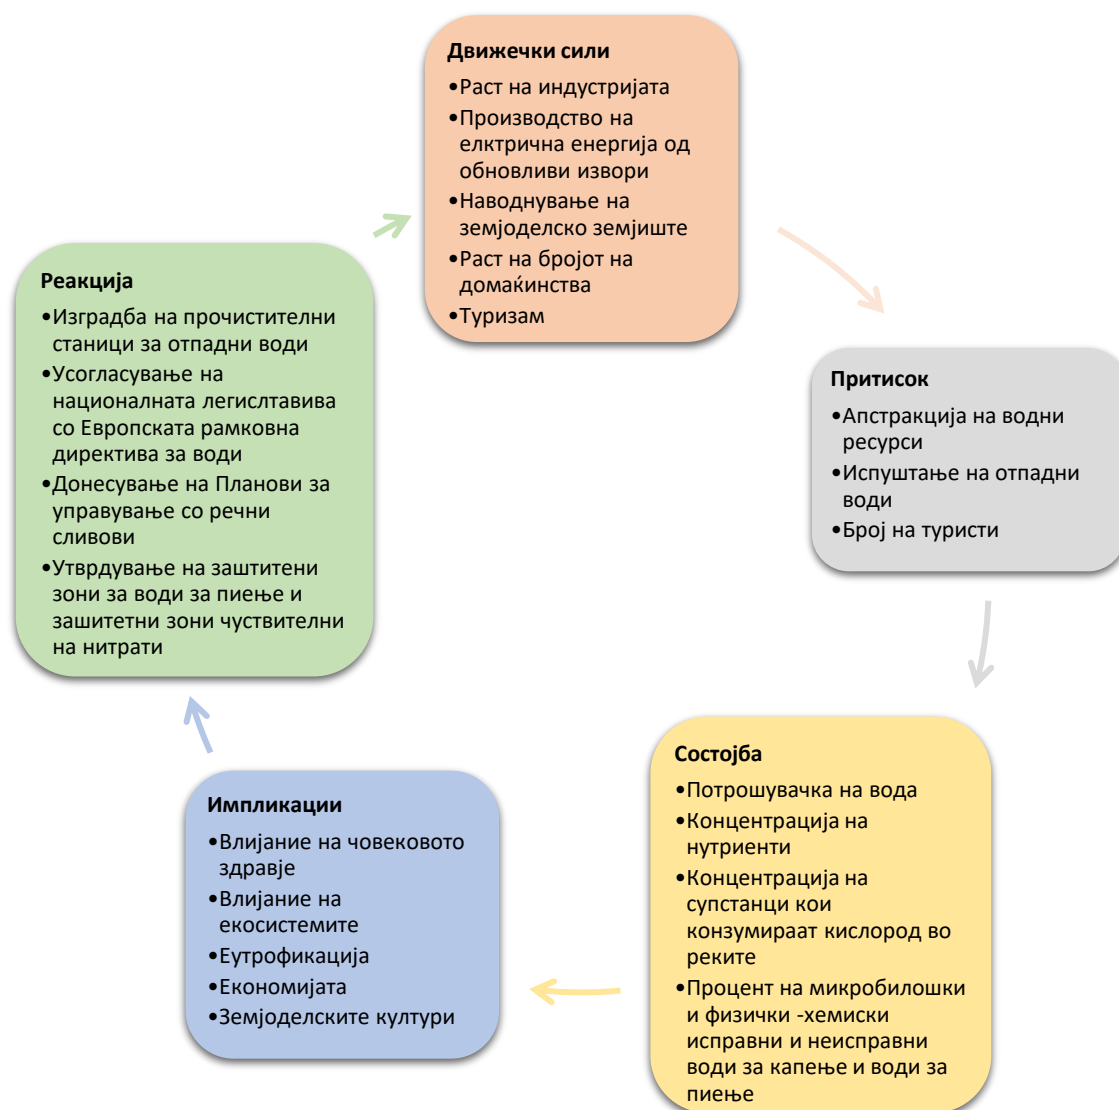 Движечки сили
•Раст на индустријата
•Производство на
елктрична енергија од
обновливи извори
•Наводнување на
земјоделско земјиште
•Раст на бројот на
домаќинства
•Туризам
Притисок
•Апстракција на водни
ресурси
•Испуштање на отпадни
води
•Број на туристи
Состојба
•Потрошувачка на вода
•Концентрација на
нутриенти
•Концентрација на
супстанци кои
конзумираат кислород во
реките
•Процент на микробилошки
и физички -хемиски
исправни и неисправни
води за капење и води за
пиење
Импликации
•Влијание на човековото
здравје
•Влијание на
екосистемите
•Еутрофикација
•Економијата
•Земјоделските култури
Реакција
•Изградба на прочистителни
станици за отпадни води
•Усогласување на
националната легислтавива
со Европската рамковна
директива за води
•Донесување на Планови за
управување со речни
сливови
•Утврдување на заштитени
зони за води за пиење и
зашитетни зони чуствителни
на нитрати